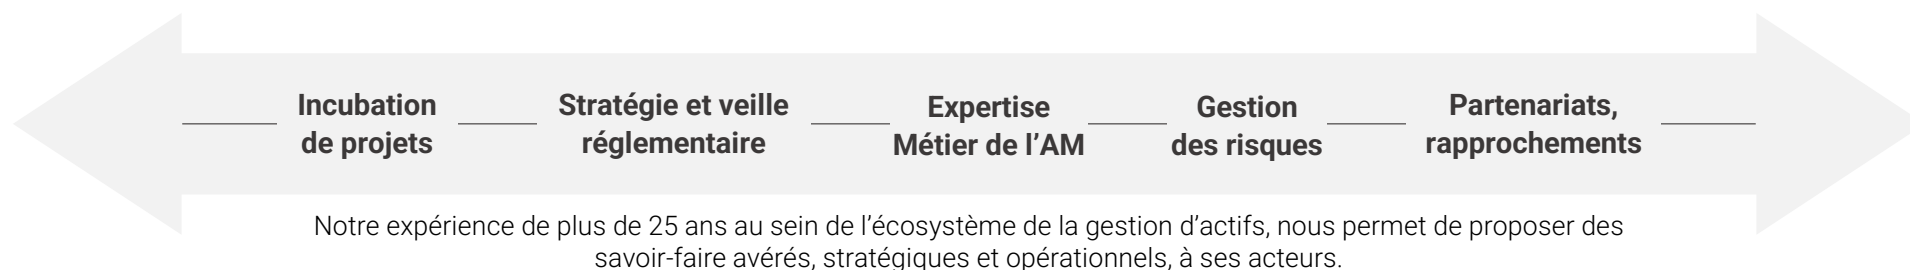 Incubation
de projets
Stratégie et veille
réglementaire
Expertise
Métier de l’AM
Gestion
des risques
Partenariats,
rapprochements
Notre expérience de plus de 25 ans au sein de l’écosystème de la gestion d’actifs, nous permet de proposer des
savoir-faire avérés, stratégiques et opérationnels, à ses acteurs.